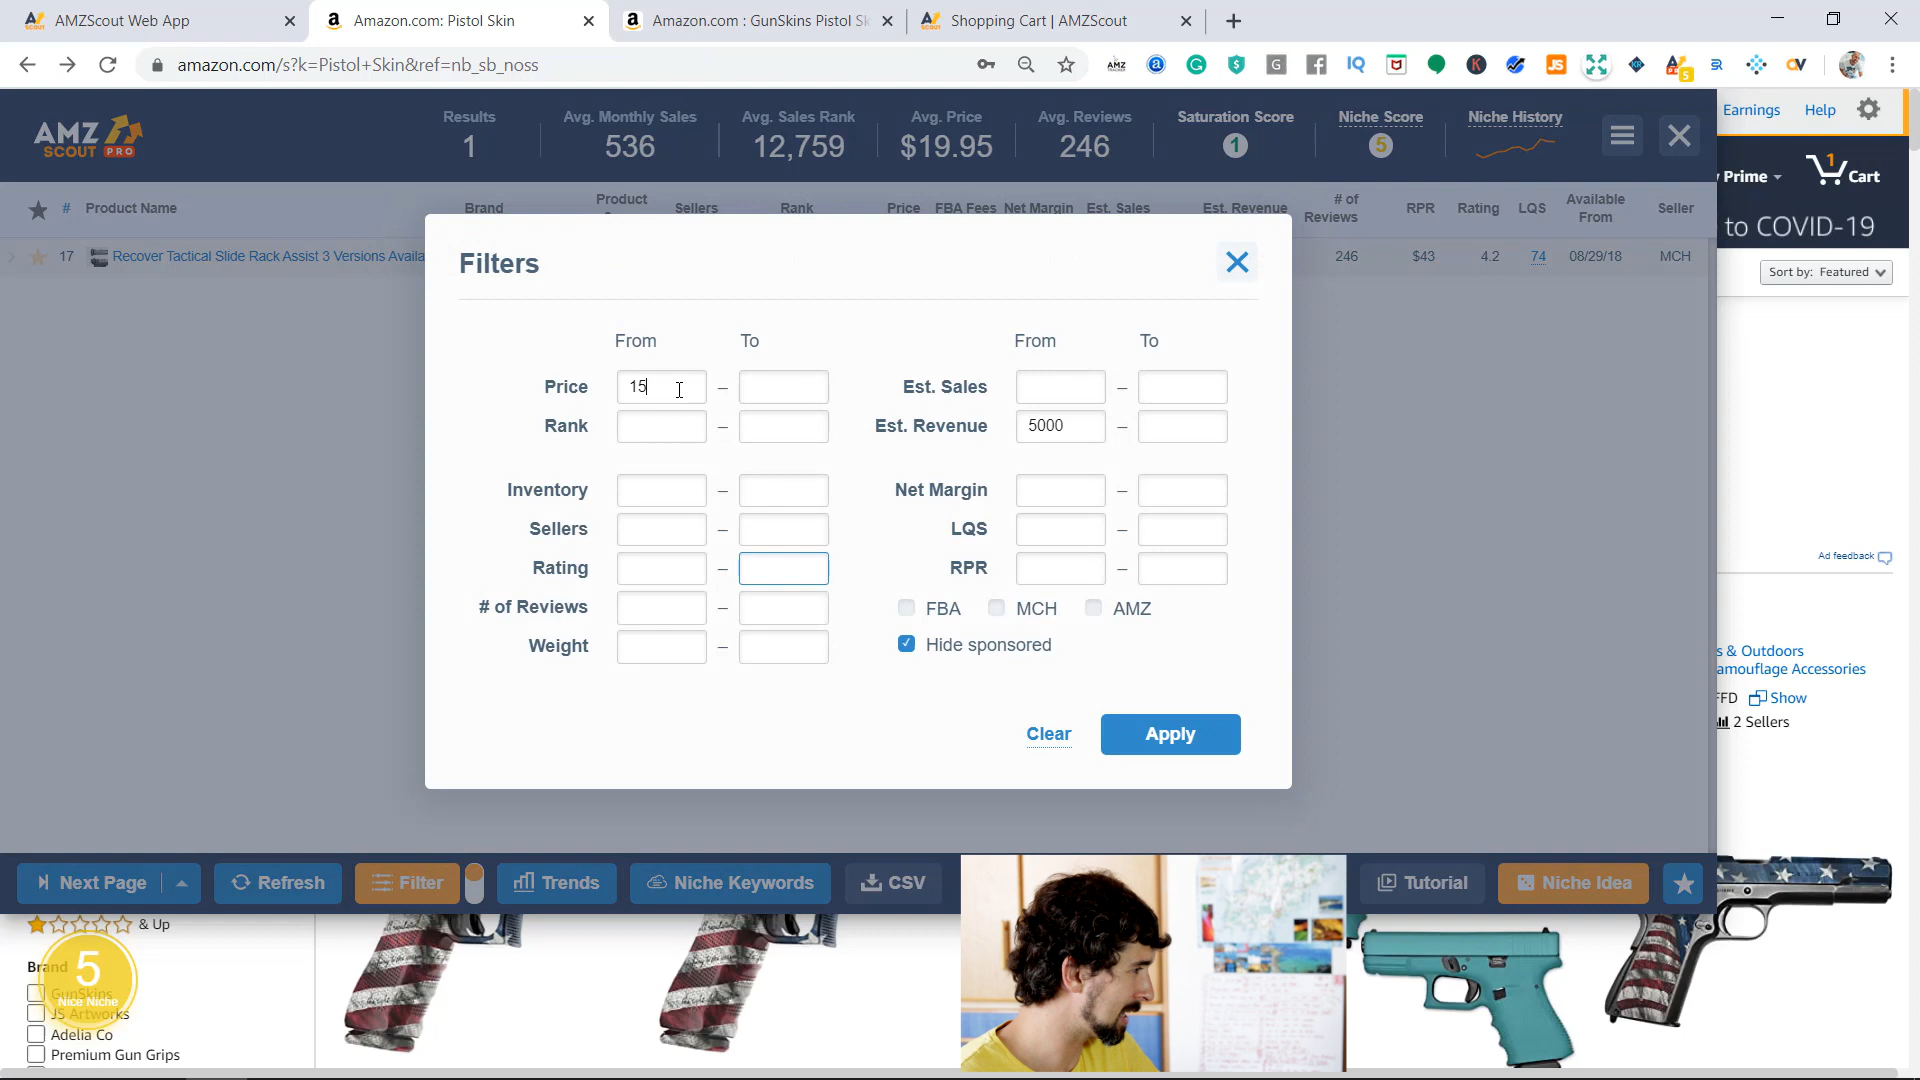 AMZScout Web App
Amazon.com: Pistol Skin
Amazon.com : GunSkins Pistol Sk
Shopping Cart | AMZScout
amazon.com/s?k=Pistol+Skin&ref=nb_sb_noss
AMZ SCOUT PRO
Results 1
Avg. Monthly Sales 536
Avg. Sales Rank 12,759
Avg. Price $19.95
Avg. Reviews 246
Saturation Score 1
Niche Score 5
Niche History
Earnings Help
Prime
1 Cart
to COVID-19
Sort by: Featured
# Product Name Brand Product Sellers Rank Price FBA Fees Net Margin Est. Sales Est. Revenue # of Reviews RPR Rating LQS Available From Seller
17 Recover Tactical Slide Rack Assist 3 Versions Availa 246 $43 4.2 74 08/29/18 MCH
Filters
From To From To
Price 15 – Est. Sales –
Rank – Est. Revenue 5000 –
Inventory – Net Margin –
Sellers – LQS –
Rating – RPR –
# of Reviews – FBA MCH AMZ
Weight – Hide sponsored
Clear Apply
Ad feedback
s & Outdoors
amouflage Accessories
FFD Show
2 Sellers
Next Page Refresh Filter Trends Niche Keywords CSV Tutorial Niche Idea
& Up
Brand
5
Nice Niche
GunSkins
JS Artworks
Adelia Co
Premium Gun Grips